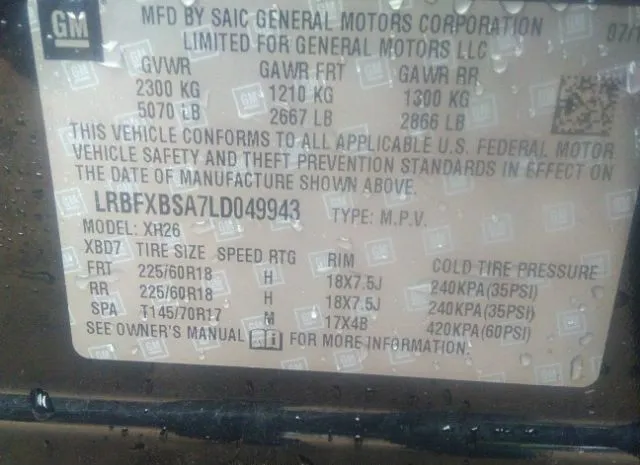 GM
MFD BY SAIC GENERAL MOTORS CORPORATION 07/
LIMITED FOR GENERAL MOTORS LLC
GVWR GAWR FRT GAWR RR
2300 KG 1210 KG 1300 KG
5070 LB 2667 LB 2866 LB
THIS VEHICLE CONFORMS TO ALL APPLICABLE U.S. FEDERAL MOTOR
VEHICLE SAFETY AND THEFT PREVENTION STANDARDS IN EFFECT ON
THE DATE OF MANUFACTURE SHOWN ABOVE.
LRBFXBSA7LD049943 TYPE: M.P.V.
MODEL: XH26
XBD7 TIRE SIZE SPEED RTG RIM COLD TIRE PRESSURE
FRT 225/60R18 H 18X7.5J 240KPA(35PSI)
RR 225/60R18 H 18X7.5J 240KPA(35PSI)
SPA T145/70R17 M 17X4B 420KPA(60PSI)
SEE OWNER'S MANUAL FOR MORE INFORMATION.